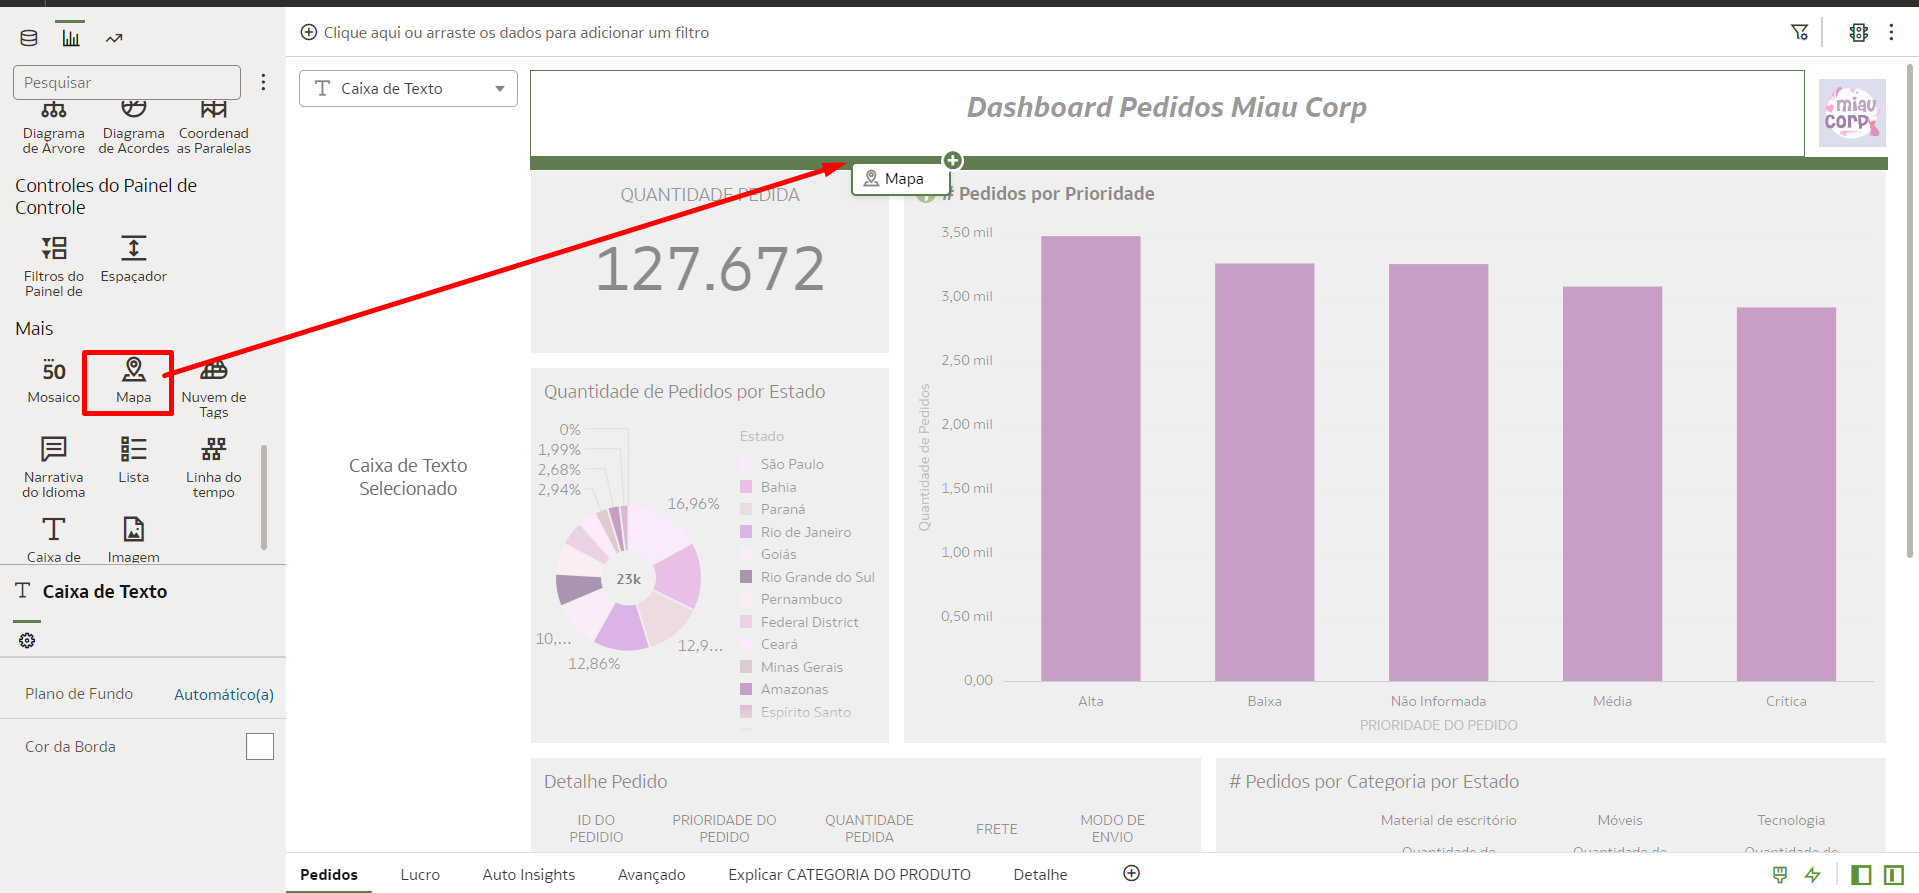 Clique aqui ou arraste os dados para adicionar um filtro
Pesquisar
Diagrama
de Árvore
Diagrama
de Acordes
Coordenad
as Paralelas
Controles do Painel de
Controle
Filtros do
Painel de
Espaçador
Mais
50
Mosaico
Mapa
Nuvem de
Tags
Narrativa
do Idioma
Lista
Linha do
tempo
Caixa de
Imagem
T Caixa de Texto
Plano de Fundo
Automático(a)
Cor da Borda
T Caixa de Texto
Caixa de Texto
Selecionado
Dashboard Pedidos Miau Corp
miau
corp
Mapa
QUANTIDADE PEDIDA
127.672
Quantidade de Pedidos por Estado
0%
1,99%
2,68%
2,94%
16,96%
23k
10,...
12,86%
12,9...
Estado
São Paulo
Bahia
Paraná
Rio de Janeiro
Goiás
Rio Grande do Sul
Pernambuco
Federal District
Ceará
Minas Gerais
Amazonas
Espírito Santo
# Pedidos por Prioridade
Quantidade de Pedidos
3,50 mil
3,00 mil
2,50 mil
2,00 mil
1,50 mil
1,00 mil
0,50 mil
0,00
Alta
Baixa
Não Informada
Média
Crítica
PRIORIDADE DO PEDIDO
Detalhe Pedido
ID DO
PEDIDIO
PRIORIDADE DO
PEDIDO
QUANTIDADE
PEDIDA
FRETE
MODO DE
ENVIO
# Pedidos por Categoria por Estado
Material de escritório
Móveis
Tecnologia
Quantidade de
Quantidade de
Quantidade de
Pedidos
Lucro
Auto Insights
Avançado
Explicar CATEGORIA DO PRODUTO
Detalhe